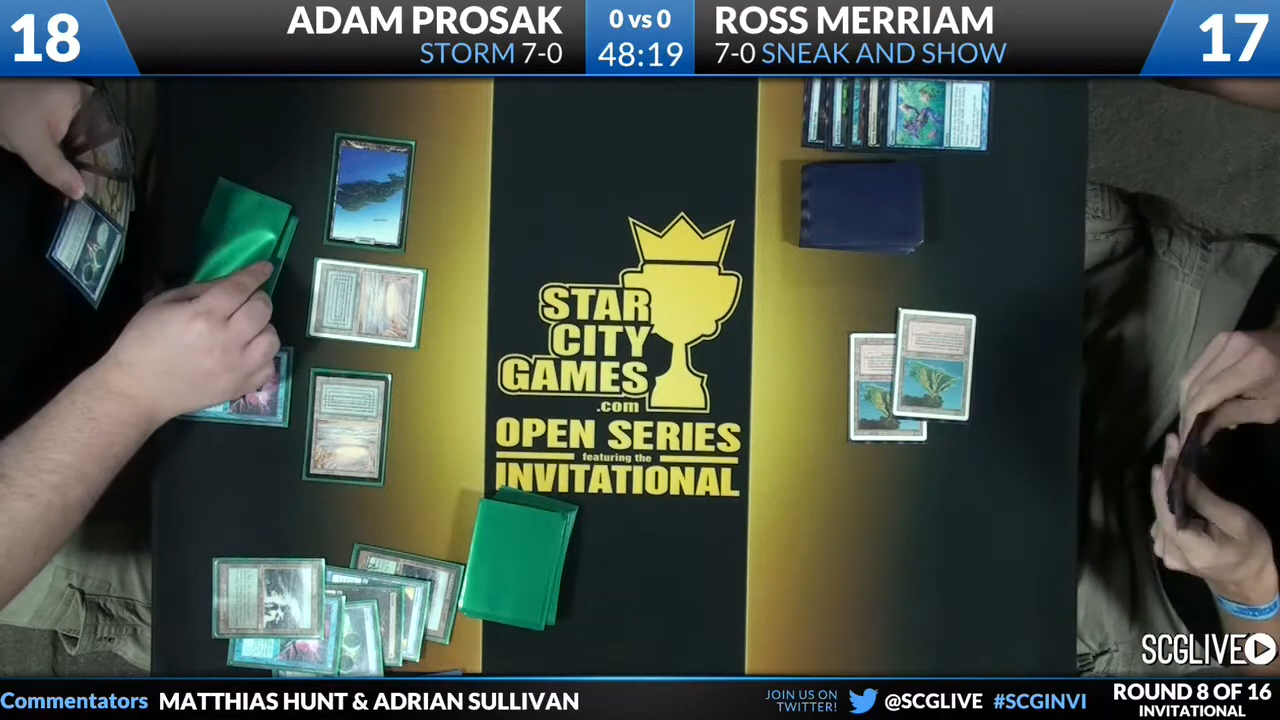 18
ADAM PROSAK
STORM 7-0
0 vs 0
48:19
ROSS MERRIAM
7-0 SNEAK AND SHOW
17
STAR
CITY
GAMES
.com
OPEN SERIES
featuring the
INVITATIONAL
SCGLIVE
Commentators MATTHIAS HUNT & ADRIAN SULLIVAN
JOIN US ON
TWITTER!
@SCGLIVE #SCGINVI
ROUND 8 OF 16
INVITATIONAL